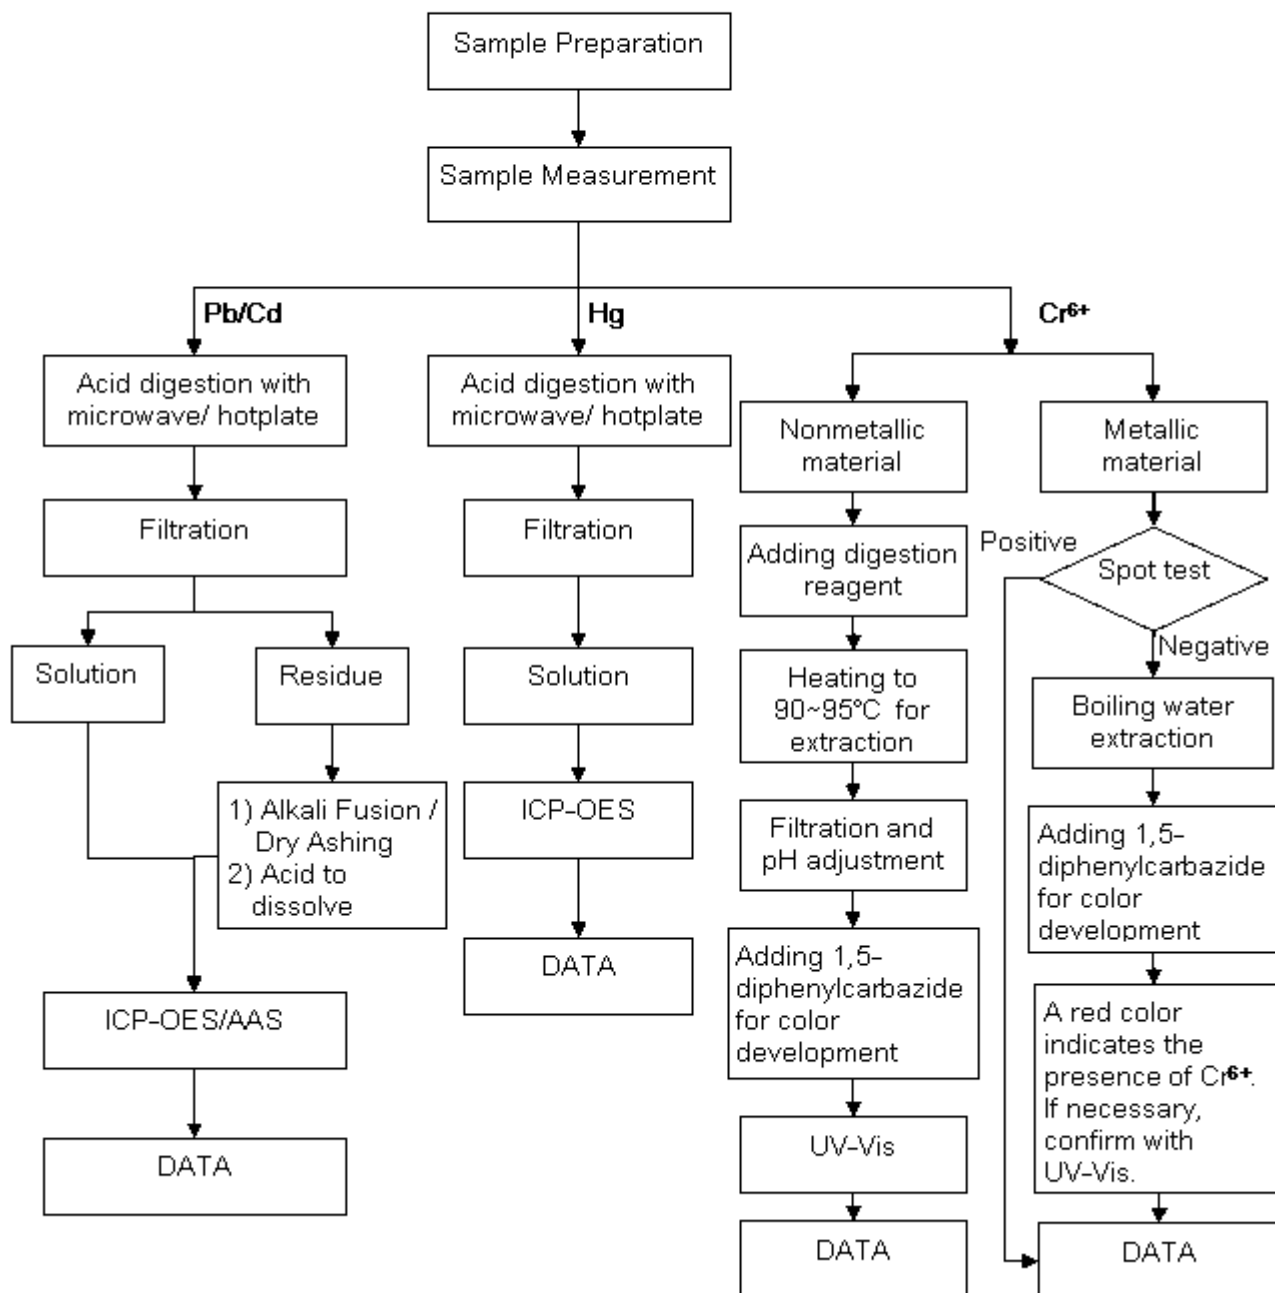 Sample Preparation
Sample Measurement
Pb/Cd
Hg
Cr⁶⁺
Acid digestion with
microwave/ hotplate
Filtration
Solution
Residue
1) Alkali Fusion /
Dry Ashing
2) Acid to
dissolve
ICP-OES/AAS
DATA
Acid digestion with
microwave/ hotplate
Filtration
Solution
ICP-OES
DATA
Nonmetallic
material
Adding digestion
reagent
Heating to
90~95°C for
extraction
Filtration and
pH adjustment
Adding 1,5-
diphenylcarbazide
for color
development
UV-Vis
DATA
Metallic
material
Positive
Spot test
Negative
Boiling water
extraction
Adding 1,5-
diphenylcarbazide
for color
development
A red color
indicates the
presence of Cr⁶⁺.
If necessary,
confirm with
UV-Vis.
DATA